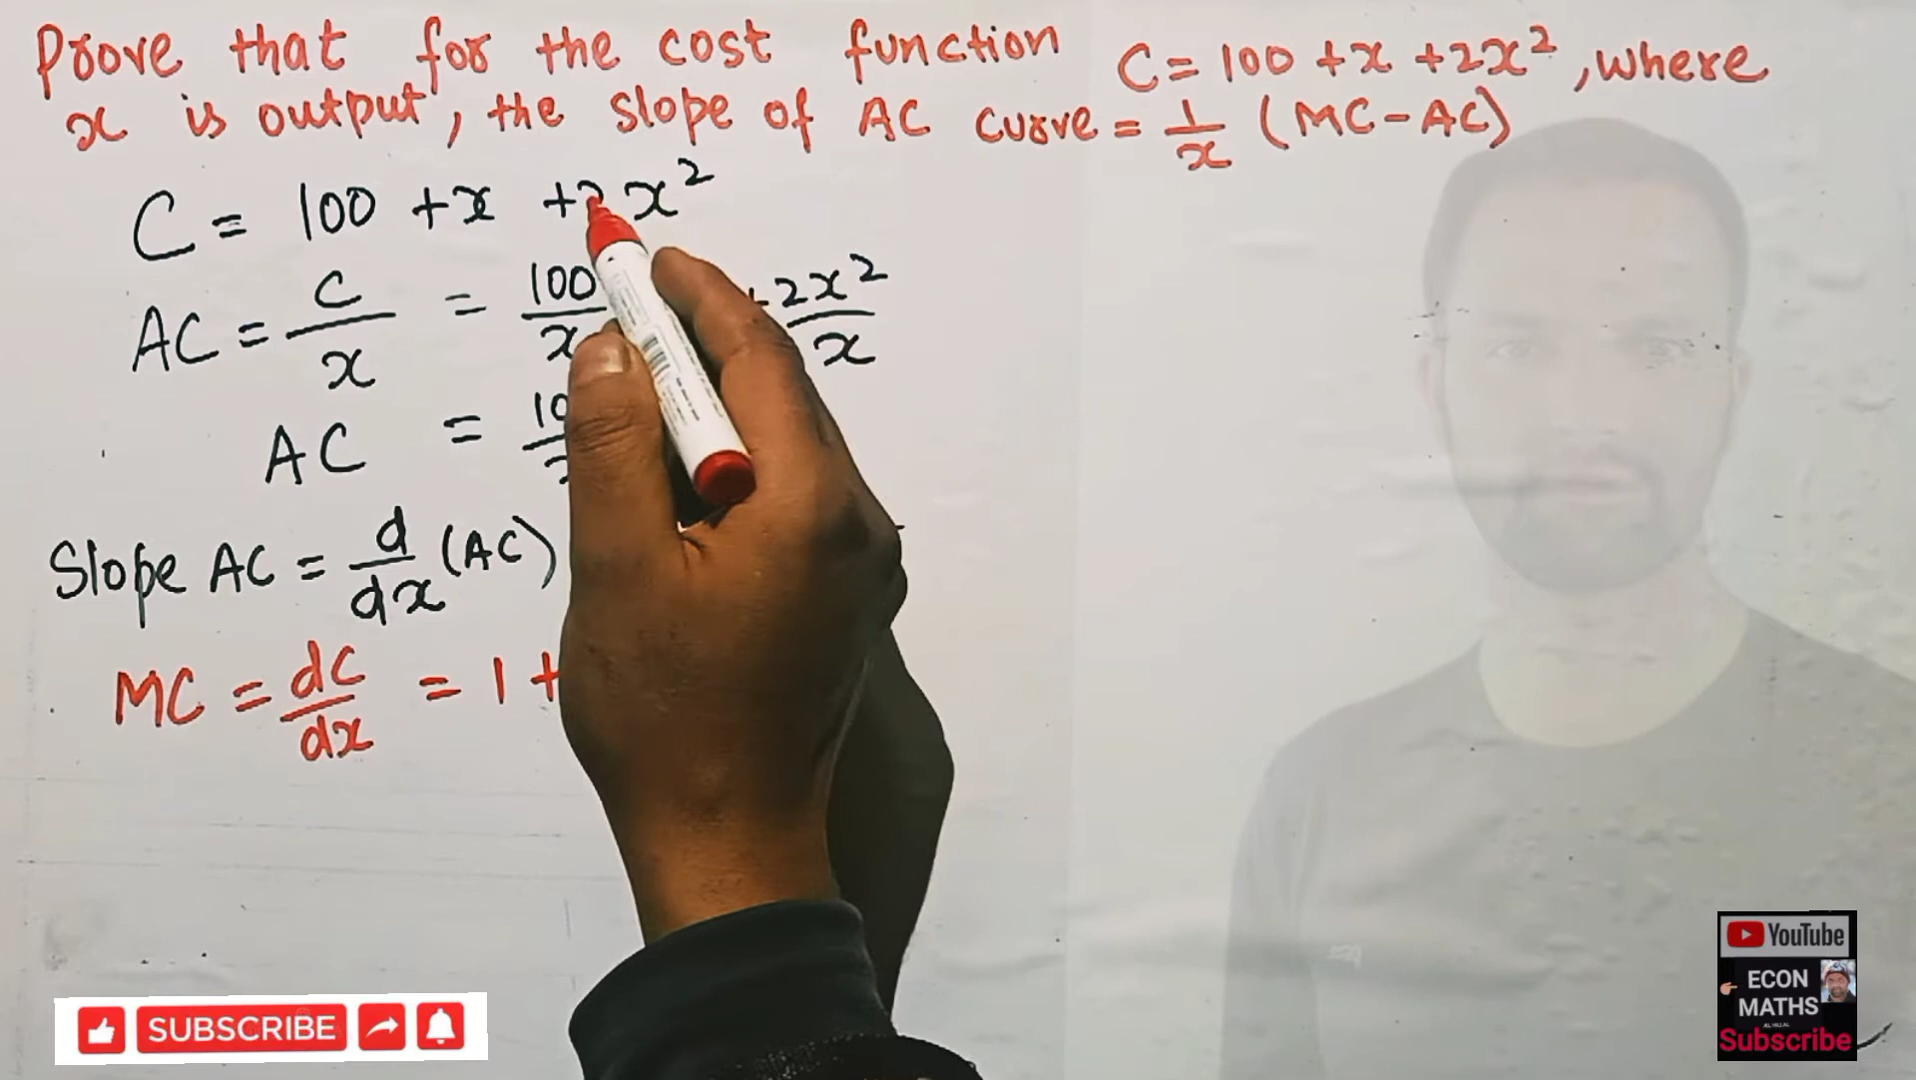 Prove that for the cost function C = 100 + x + 2x², where
x is output, the slope of AC curve = 1/x (MC - AC)
C = 100 + x + 2x²
AC = C/x = 100/x + 2x²/x
AC = 10
Slope AC = d/dx (AC)
MC = dC/dx = 1 +
SUBSCRIBE
YouTube
ECON
MATHS
Subscribe